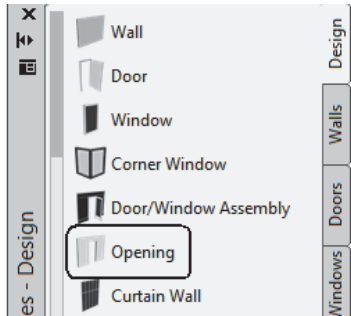 Wall
Door
Window
Corner Window
Door/Window Assembly
Opening
Curtain Wall
Design
Walls
Doors
Windows
es - Design